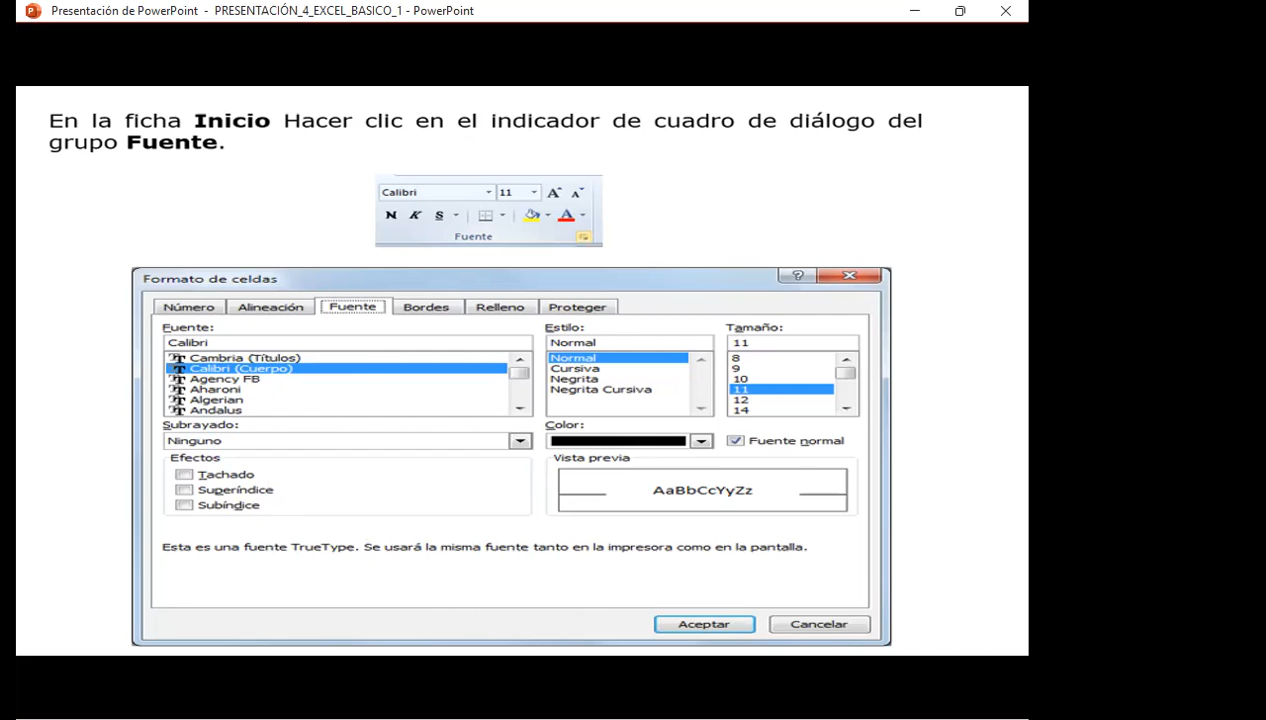 Presentación de PowerPoint - PRESENTACIÓN_4_EXCEL_BASICO_1 - PowerPoint
En la ficha Inicio Hacer clic en el indicador de cuadro de diálogo del
grupo Fuente.
Calibri 11 A A
N K S A
Fuente
Formato de celdas
Número Alineación Fuente Bordes Relleno Proteger
Fuente: Estilo: Tamaño:
Calibri Normal 11
Cambria (Títulos) Normal 8
Calibri (Cuerpo) Cursiva 9
Agency FB Negrita 10
Aharoni Negrita Cursiva 11
Algerian 12
Andalus 14
Subrayado: Color:
Ninguno Fuente normal
Efectos Vista previa
Tachado
Superíndice AaBbCcYyZz
Subíndice
Esta es una fuente TrueType. Se usará la misma fuente tanto en la impresora como en la pantalla.
Aceptar Cancelar